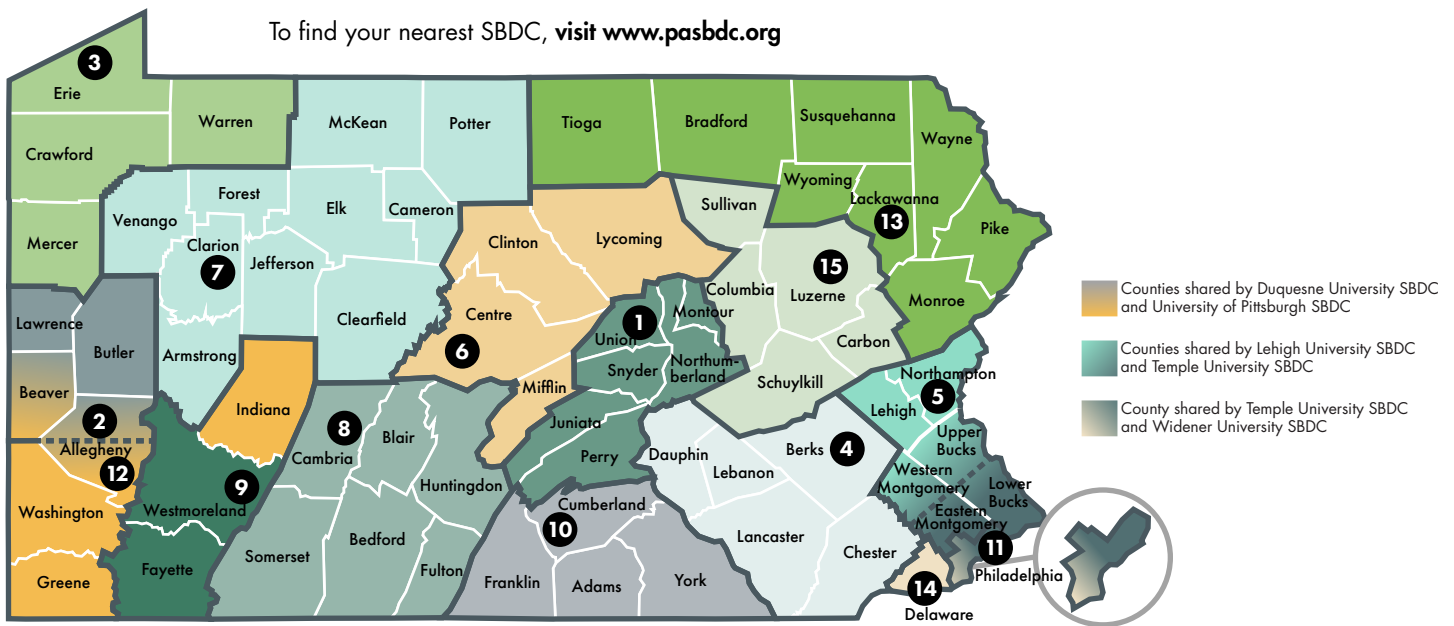 To find your nearest SBDC, visit www.pasbdc.org
3
Erie
Warren
McKean
Potter
Tioga
Bradford
Susquehanna
Wayne
Crawford
Wyoming
Lackawanna
13
Pike
Mercer
Venango
Forest
Elk
Cameron
Clarion
7
Jefferson
Clinton
Lycoming
Sullivan
15
Luzerne
Columbia
Monroe
Lawrence
Butler
Armstrong
Clearfield
Centre
6
1
Union
Montour
Snyder
Northum-
berland
Carbon
Schuylkill
Beaver
Indiana
Mifflin
Northampton
5
Lehigh
2
Allegheny
12
8
Cambria
Blair
Juniata
Perry
Dauphin
Lebanon
Berks
4
Upper
Bucks
Western
Montgomery
Lower
Bucks
Eastern
Montgomery
9
Westmoreland
Washington
Huntingdon
Cumberland
10
Lancaster
Chester
11
Philadelphia
Greene
Fayette
Somerset
Bedford
Fulton
Franklin
Adams
York
14
Delaware
Counties shared by Duquesne University SBDC
and University of Pittsburgh SBDC
Counties shared by Lehigh University SBDC
and Temple University SBDC
County shared by Temple University SBDC
and Widener University SBDC